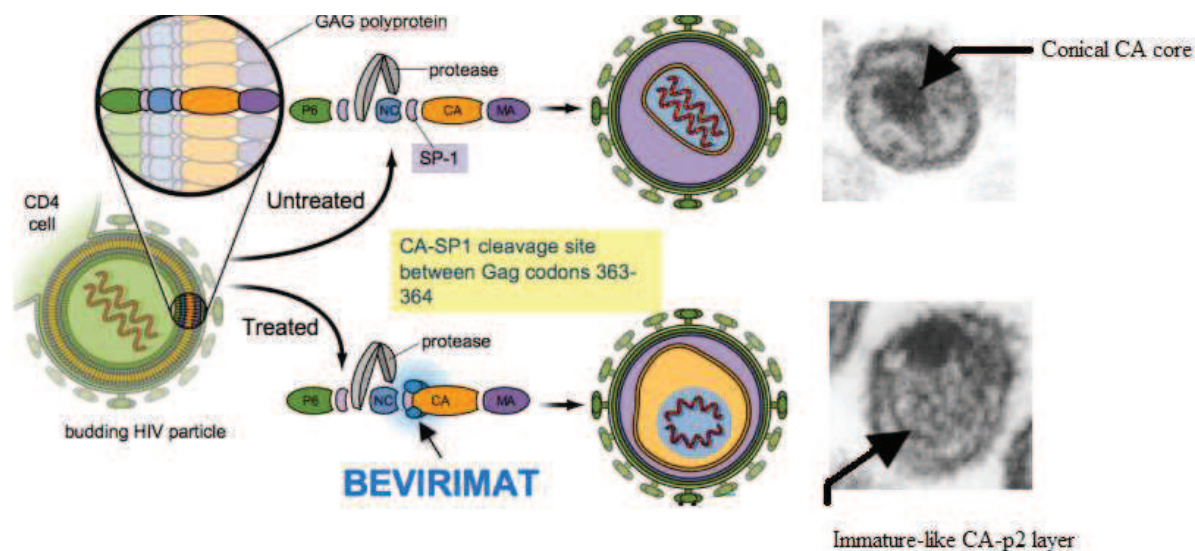 GAG polyprotein
protease
P6
NC
CA
MA
SP-1
Conical CA core
CD4
cell
Untreated
CA-SP1 cleavage site
between Gag codons 363-
364
Treated
protease
P6
NC
CA
MA
budding HIV particle
BEVIRIMAT
Immature-like CA-p2 layer